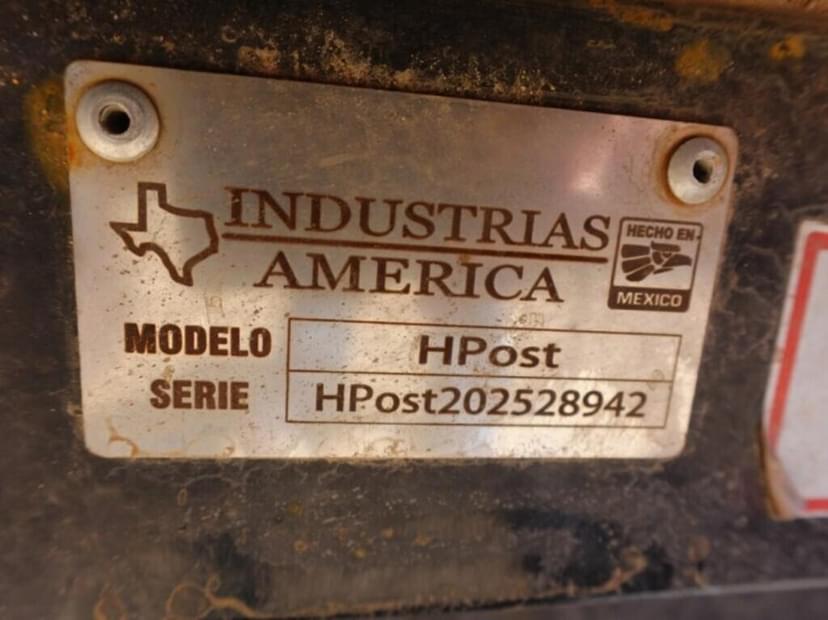 INDUSTRIAS
AMERICA
HECHO EN
MEXICO
MODELO HPost
SERIE HPost202528942